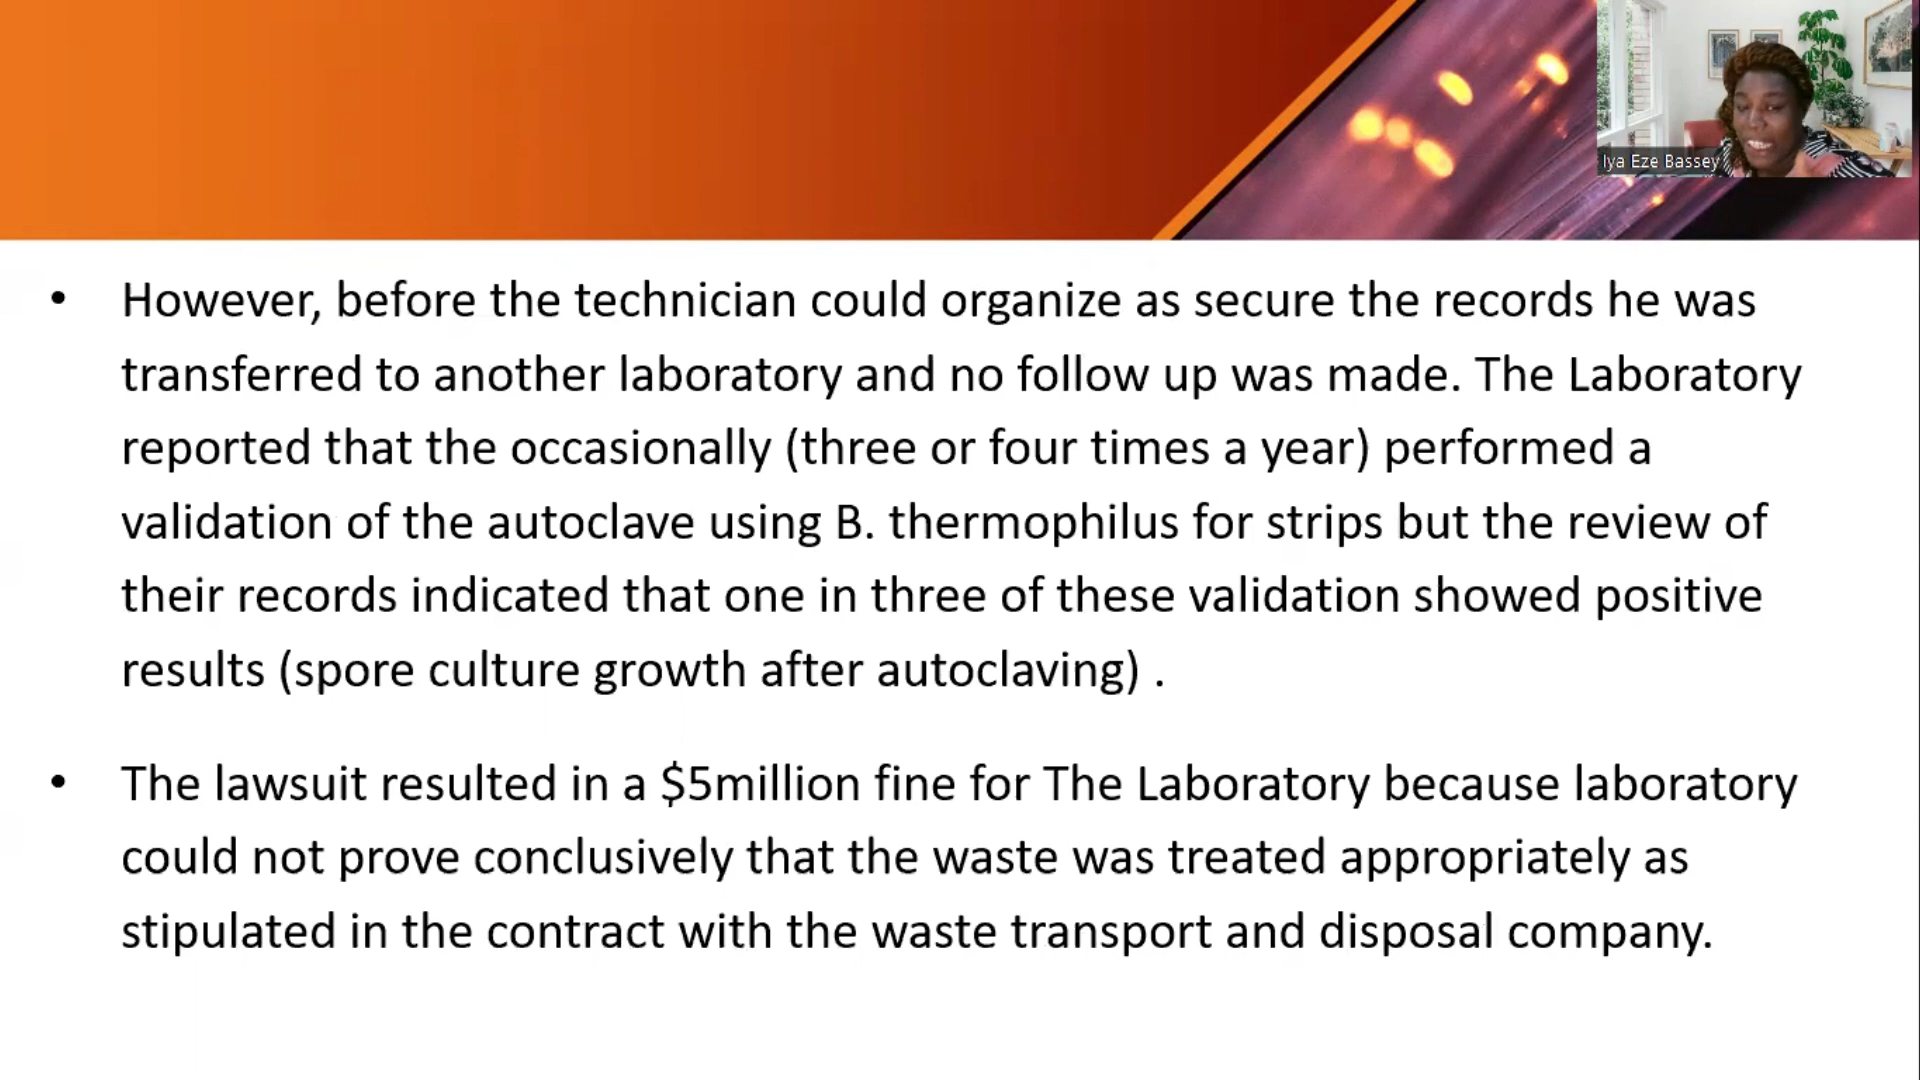 Iya Eze Bassey
• However, before the technician could organize as secure the records he was
transferred to another laboratory and no follow up was made. The Laboratory
reported that the occasionally (three or four times a year) performed a
validation of the autoclave using B. thermophilus for strips but the review of
their records indicated that one in three of these validation showed positive
results (spore culture growth after autoclaving) .
• The lawsuit resulted in a $5million fine for The Laboratory because laboratory
could not prove conclusively that the waste was treated appropriately as
stipulated in the contract with the waste transport and disposal company.